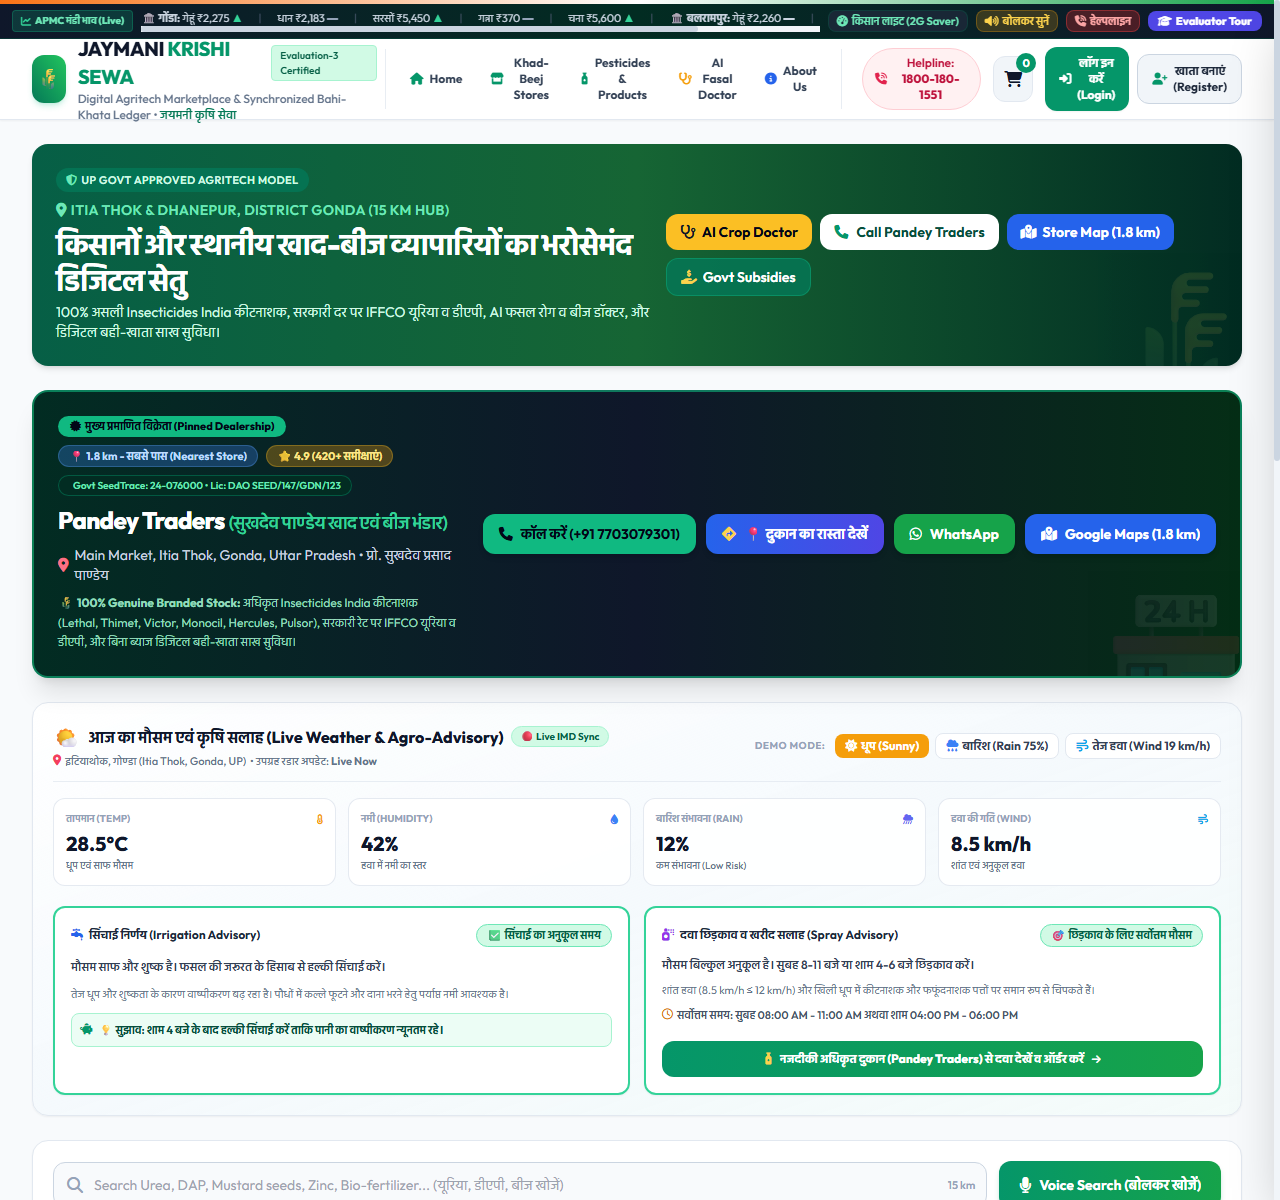 APMC मंडी भाव (Live)
गोंडा: गेहूं ₹2,275 ▲ | धान ₹2,183 — | सरसों ₹5,450 ▲ | गन्ना ₹370 — | चना ₹5,600 ▲ | बलरामपुर: गेहूं ₹2,260 — |
किसान लाइट (2G Saver)
बोलकर सुनें
हेल्पलाइन
Evaluator Tour
JAYMANI KRISHI
SEWA
Evaluation-3
Certified
Digital Agritech Marketplace & Synchronized Bahi-
Khata Ledger • जयमनी कृषि सेवा
Home
Khad-
Beej
Stores
Pesticides
&
Products
AI
Fasal
Doctor
About
Us
Helpline:
1800-180-
1551
0
लॉग इन
करें
(Login)
खाता बनाएं
(Register)
UP GOVT APPROVED AGRITECH MODEL
ITIA THOK & DHANEPUR, DISTRICT GONDA (15 KM HUB)
किसानों और स्थानीय खाद-बीज व्यापारियों का भरोसेमंद
डिजिटल सेतु
100% असली Insecticides India कीटनाशक, सरकारी दर पर IFFCO यूरिया व डीएपी, AI फसल रोग व बीज डॉक्टर, और
डिजिटल बही-खाता साख सुविधा।
AI Crop Doctor
Call Pandey Traders
Store Map (1.8 km)
Govt Subsidies
मुख्य प्रमाणित विक्रेता (Pinned Dealership)
1.8 km - सबसे पास (Nearest Store)
4.9 (420+ समीक्षाएं)
Govt SeedTrace: 24-076000 • Lic: DAO SEED/147/GDN/123
Pandey Traders (सुखदेव पाण्डेय खाद एवं बीज भंडार)
Main Market, Itia Thok, Gonda, Uttar Pradesh • प्रो. सुखदेव प्रसाद
पाण्डेय
100% Genuine Branded Stock: अधिकृत Insecticides India कीटनाशक
(Lethal, Thimet, Victor, Monocil, Hercules, Pulsor), सरकारी रेट पर IFFCO यूरिया व
डीएपी, और बिना ब्याज डिजिटल बही-खाता साख सुविधा।
कॉल करें (+91 7703079301)
दुकान का रास्ता देखें
WhatsApp
Google Maps (1.8 km)
24 H
आज का मौसम एवं कृषि सलाह (Live Weather & Agro-Advisory)
Live IMD Sync
इटियाथोक, गोण्डा (Itia Thok, Gonda, UP) • उपग्रह रडार अपडेट: Live Now
DEMO MODE:
धूप (Sunny)
बारिश (Rain 75%)
तेज हवा (Wind 19 km/h)
तापमान (TEMP)
28.5°C
धूप एवं साफ मौसम
नमी (HUMIDITY)
42%
हवा में नमी का स्तर
बारिश संभावना (RAIN)
12%
कम संभावना (Low Risk)
हवा की गति (WIND)
8.5 km/h
शांत एवं अनुकूल हवा
सिंचाई निर्णय (Irrigation Advisory)
सिंचाई का अनुकूल समय
मौसम साफ और शुष्क है। फसल की जरूरत के हिसाब से हल्की सिंचाई करें।
तेज धूप और शुष्कता के कारण वाष्पीकरण बढ़ रहा है। पौधों में कल्ले फूटने और दाना भरने हेतु पर्याप्त नमी आवश्यक है।
सुझाव: शाम 4 बजे के बाद हल्की सिंचाई करें ताकि पानी का वाष्पीकरण न्यूनतम रहे।
दवा छिड़काव व खरीद सलाह (Spray Advisory)
छिड़काव के लिए सर्वोत्तम मौसम
मौसम बिल्कुल अनुकूल है। सुबह 8-11 बजे या शाम 4-6 बजे छिड़काव करें।
शांत हवा (8.5 km/h ≤ 12 km/h) और खिली धूप में कीटनाशक और फफूंदनाशक पत्तों पर समान रूप से चिपकते हैं।
सर्वोत्तम समय: सुबह 08:00 AM - 11:00 AM अथवा शाम 04:00 PM - 06:00 PM
नजदीकी अधिकृत दुकान (Pandey Traders) से दवा देखें व ऑर्डर करें →
Search Urea, DAP, Mustard seeds, Zinc, Bio-fertilizer... (यूरिया, डीएपी, बीज खोजें)
15 km
Voice Search (बोलकर खोजें)